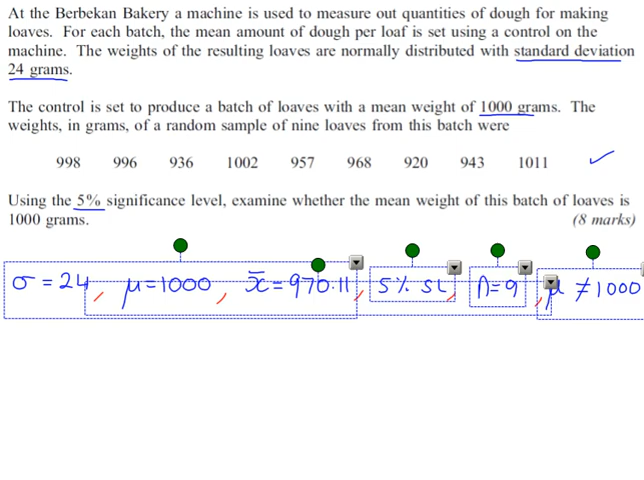 At the Berbekan Bakery a machine is used to measure out quantities of dough for making
loaves. For each batch, the mean amount of dough per loaf is set using a control on the
machine. The weights of the resulting loaves are normally distributed with standard deviation
24 grams.
The control is set to produce a batch of loaves with a mean weight of 1000 grams. The
weights, in grams, of a random sample of nine loaves from this batch were
998 996 936 1002 957 968 920 943 1011
Using the 5% significance level, examine whether the mean weight of this batch of loaves is
1000 grams. (8 marks)
σ = 24, μ = 1000, x̄ = 970.11, 5% SL, n = 9, μ ≠ 1000